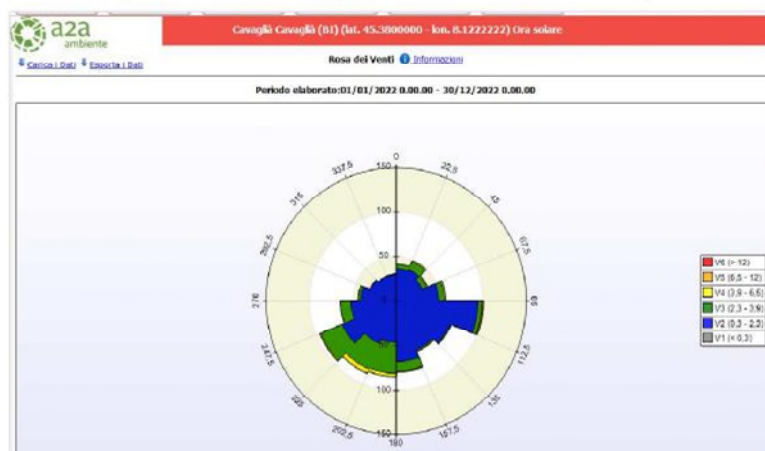 a2a
ambiente
Cavaglià Cavaglià (BI) (lat. 45.3800000 - lon. 8.1222222) Ora solare
Carica i Dati Esporta i Dati
Rosa dei Venti Informazioni
Periodo elaborato:01/01/2022 0.00.00 - 30/12/2022 0.00.00
0
337,5
22,5
150
315
45
100
292,5
67,5
50
270
0
90
V6 (> 12)
V5 (6,5 - 12)
V4 (3,9 - 6,5)
V3 (2,3 - 3,9)
V2 (0,3 - 2,3)
V1 (< 0,3)
50
247,5
112,5
100
225
135
202,5
157,5
150
180